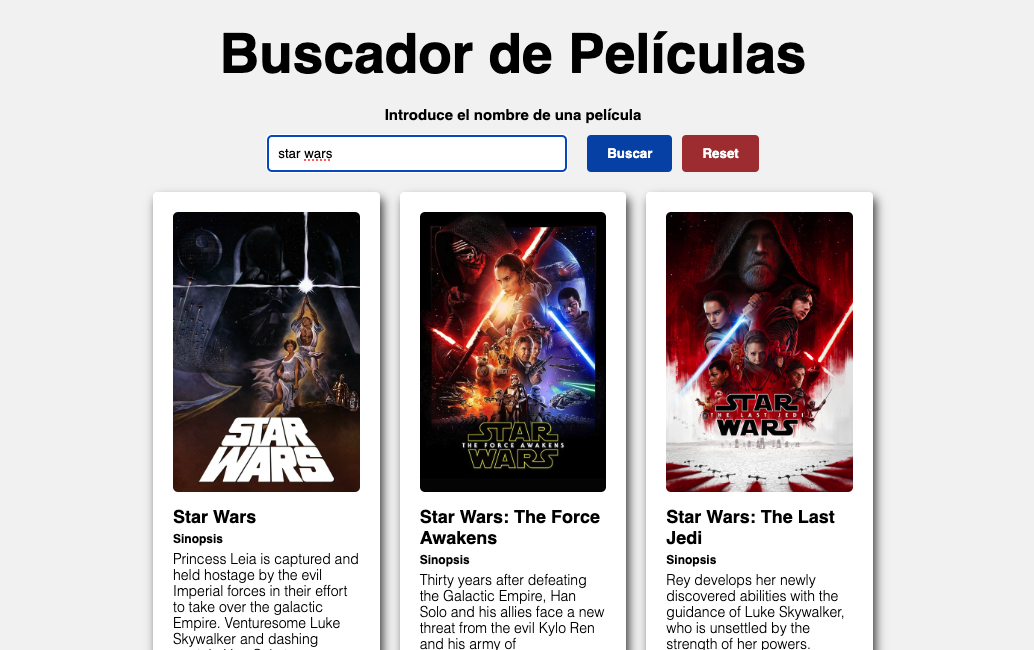 Buscador de Películas
Introduce el nombre de una película
star wars
Buscar
Reset
STAR
WARS
STAR
THE FORCE AWAKENS
WARS
STAR
THE LAST JEDI
WARS
Star Wars
Sinopsis
Princess Leia is captured and
held hostage by the evil
Imperial forces in their effort
to take over the galactic
Empire. Venturesome Luke
Skywalker and dashing
Star Wars: The Force
Awakens
Sinopsis
Thirty years after defeating
the Galactic Empire, Han
Solo and his allies face a new
threat from the evil Kylo Ren
and his army of
Star Wars: The Last
Jedi
Sinopsis
Rey develops her newly
discovered abilities with the
guidance of Luke Skywalker,
who is unsettled by the
strength of her powers.